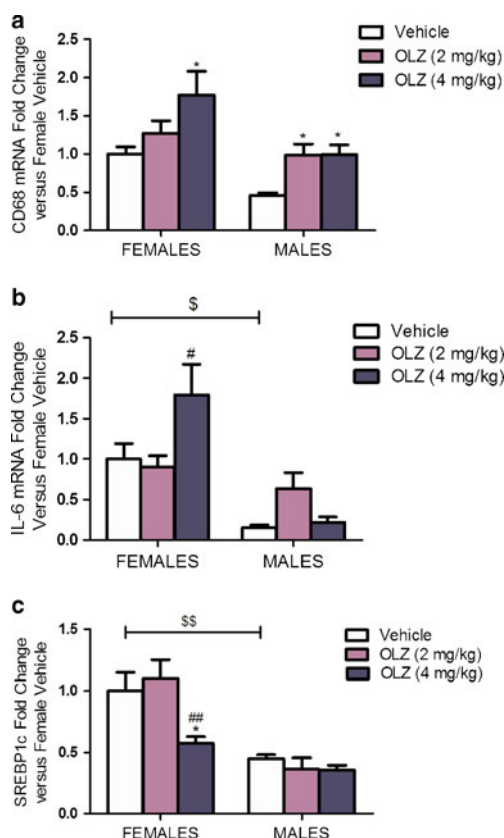 a
CD68 mRNA Fold Change
versus Female Vehicle
2.5
2.0
1.5
1.0
0.5
0.0
*
*
*
FEMALES
MALES
Vehicle
OLZ (2 mg/kg)
OLZ (4 mg/kg)
b
IL-6 mRNA Fold Change
Versus Female Vehicle
2.5
2.0
1.5
1.0
0.5
0.0
$
#
FEMALES
MALES
Vehicle
OLZ (2 mg/kg)
OLZ (4 mg/kg)
c
SREBP1c Fold Change
versus Female Vehicle
1.5
1.0
0.5
0.0
$$
##
*
FEMALES
MALES
Vehicle
OLZ (2 mg/kg)
OLZ (4 mg/kg)